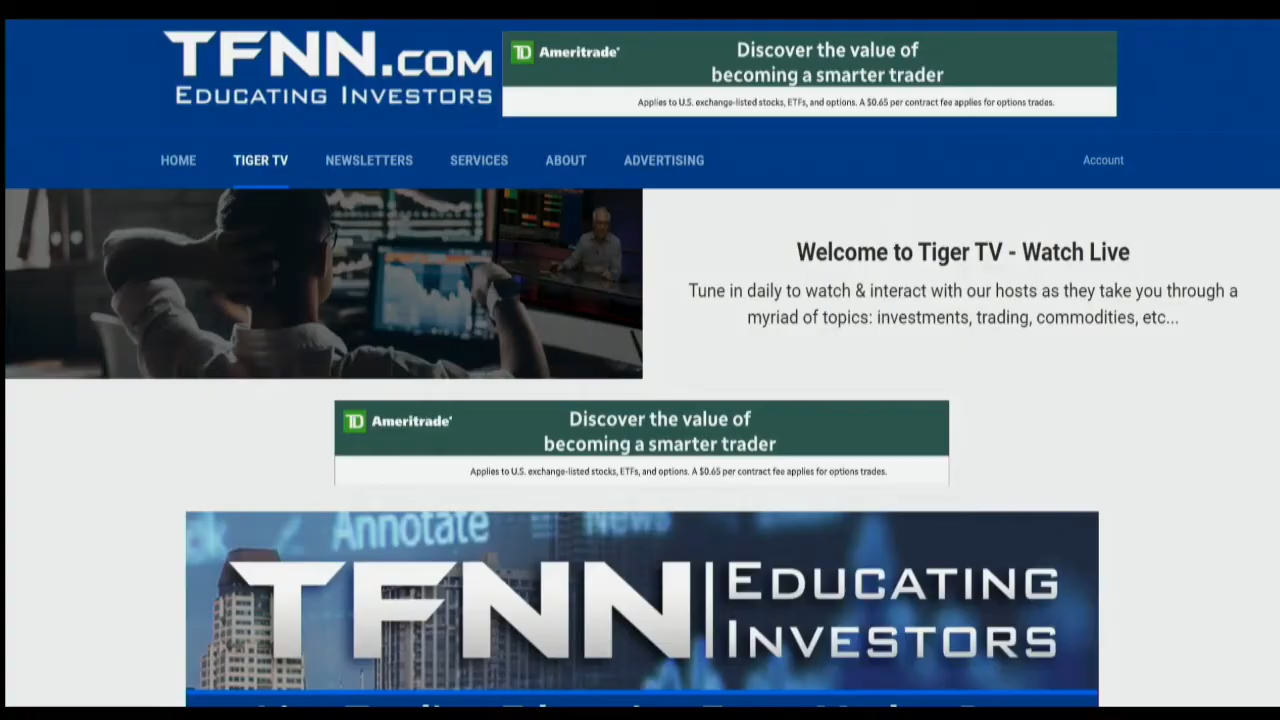 TFNN.COM
EDUCATING INVESTORS
TD Ameritrade
Discover the value of
becoming a smarter trader
Applies to U.S. exchange-listed stocks, ETFs, and options. A $0.65 per contract fee applies for options trades.
HOME TIGER TV NEWSLETTERS SERVICES ABOUT ADVERTISING Account
Welcome to Tiger TV - Watch Live
Tune in daily to watch & interact with our hosts as they take you through a
myriad of topics: investments, trading, commodities, etc...
TD Ameritrade
Discover the value of
becoming a smarter trader
Applies to U.S. exchange-listed stocks, ETFs, and options. A $0.65 per contract fee applies for options trades.
Annotate News
TFNN
EDUCATING
INVESTORS